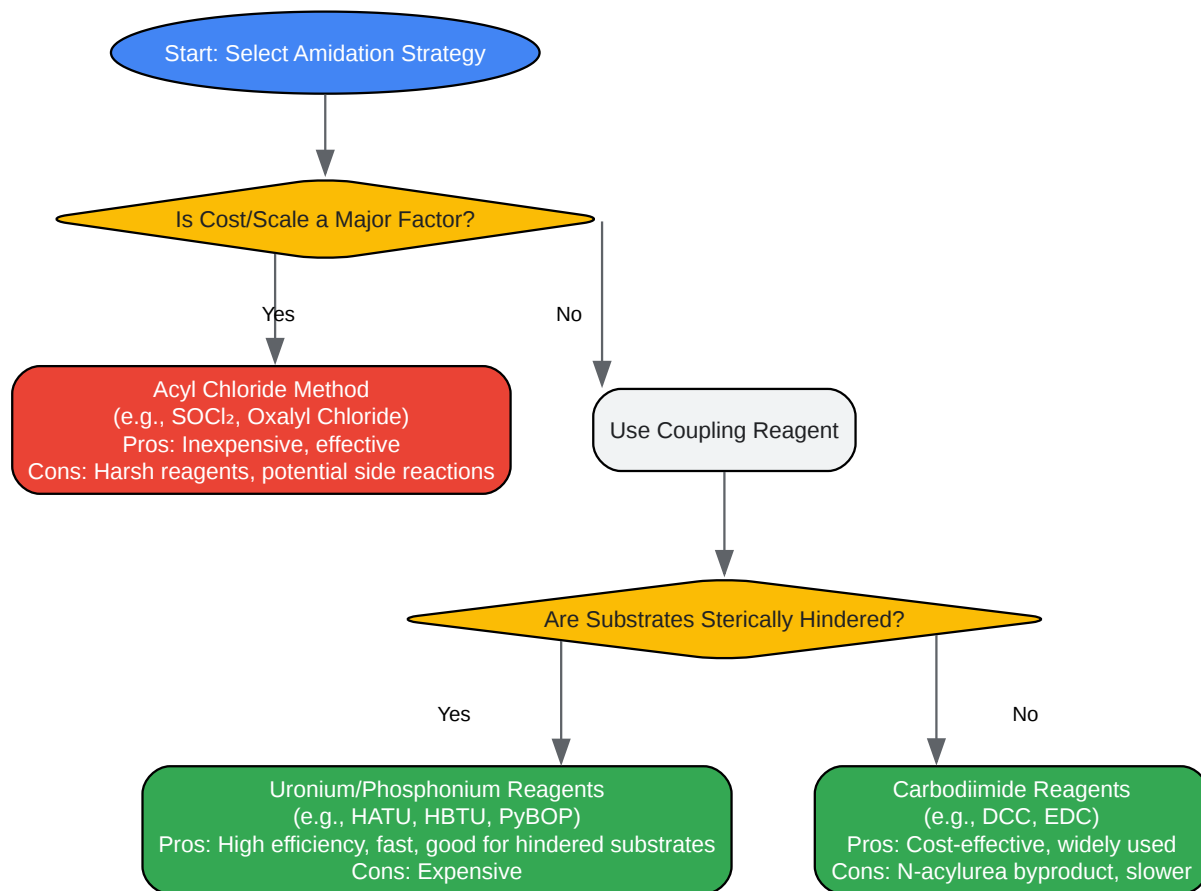 Start: Select Amidation Strategy
Is Cost/Scale a Major Factor?
Yes
No
Acyl Chloride Method
(e.g., SOCl₂, Oxalyl Chloride)
Pros: Inexpensive, effective
Cons: Harsh reagents, potential side reactions
Use Coupling Reagent
Are Substrates Sterically Hindered?
Yes
No
Uronium/Phosphonium Reagents
(e.g., HATU, HBTU, PyBOP)
Pros: High efficiency, fast, good for hindered substrates
Cons: Expensive
Carbodiimide Reagents
(e.g., DCC, EDC)
Pros: Cost-effective, widely used
Cons: N-acylurea byproduct, slower